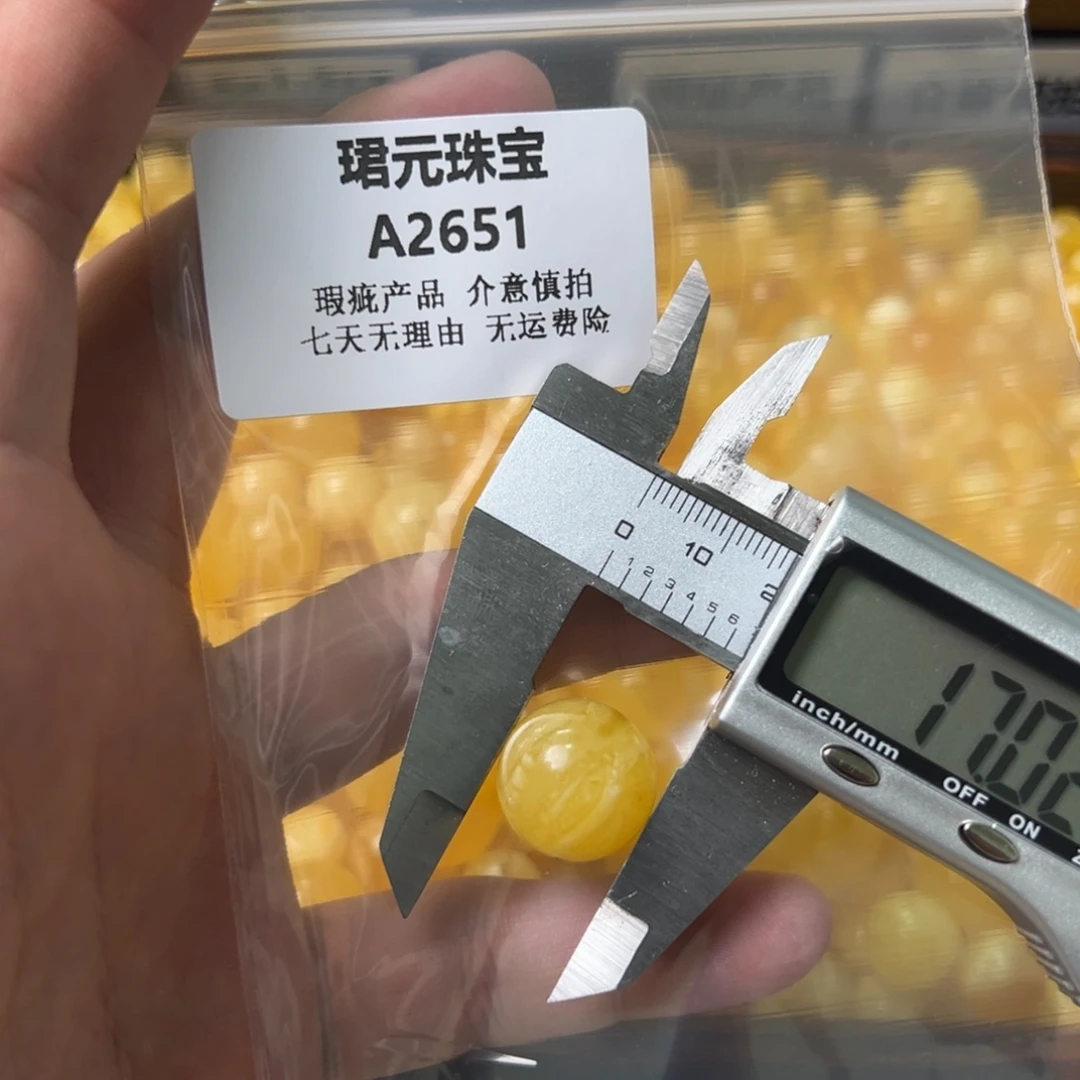 珺元珠宝
A2651
瑕疵产品 介意慎拍
七天无理由 无运费险
0 10
1 2 3 4 5 6
17.0
inch/mm
OFF
ON